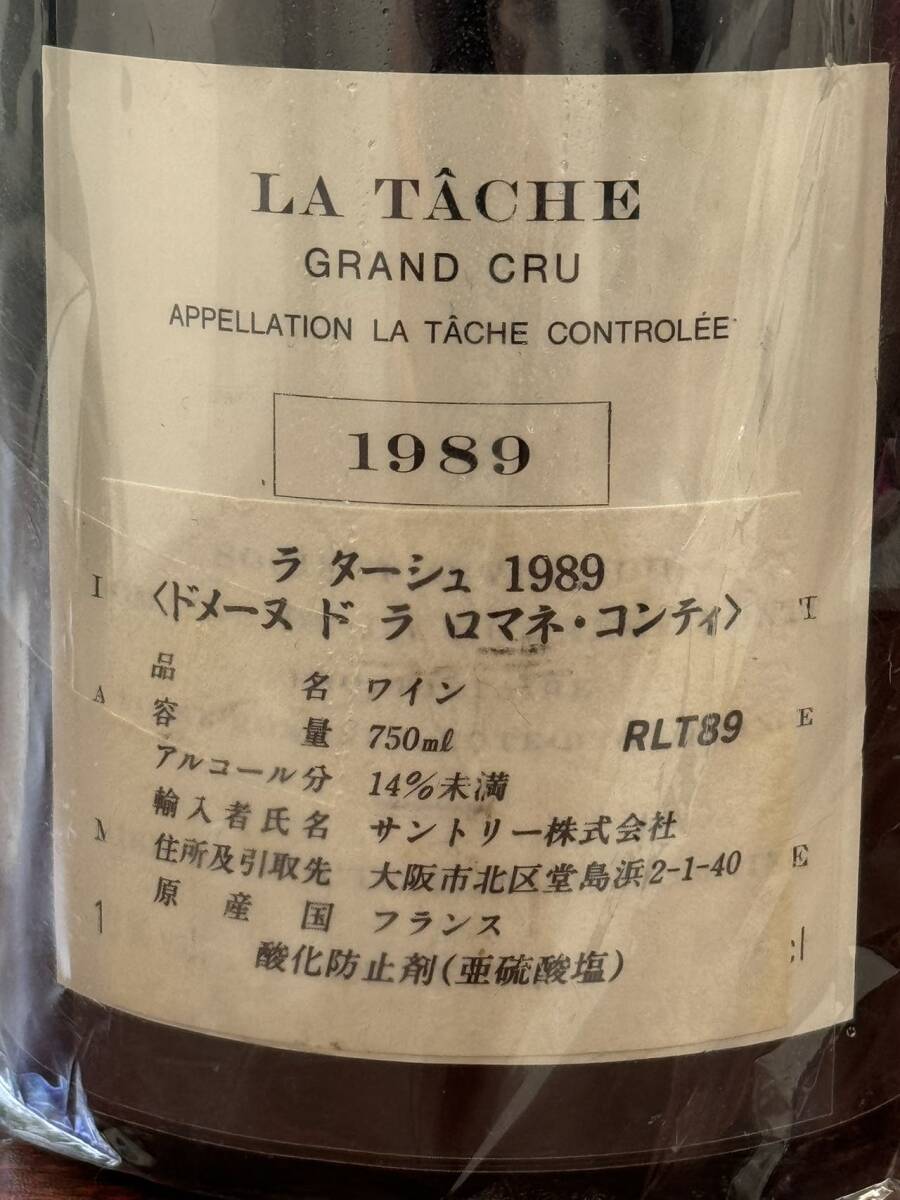 LA TÂCHE
GRAND CRU
APPELLATION LA TÂCHE CONTROLÉE
1989
ラ ターシュ 1989
〈ドメーヌ ド ラ ロマネ・コンティ〉
品名 ワイン
容量 750mℓ RLT89
アルコール分 14%未満
輸入者氏名 サントリー株式会社
住所及引取先 大阪市北区堂島浜2-1-40
原産国 フランス
酸化防止剤(亜硫酸塩)